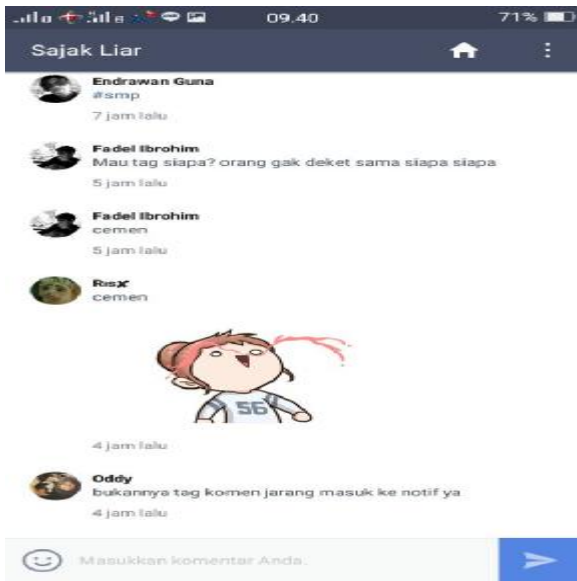 09.40
71%
Sajak Liar
Endrawan Guna
#smp
7 jam lalu
Fadel Ibrohim
Mau tag siapa? orang gak deket sama siapa siapa
5 jam lalu
Fadel Ibrohim
cemen
5 jam lalu
Risx
cemen
56
4 jam lalu
Oddy
bukannya tag komen jarang masuk ke notif ya
4 jam lalu
Masukkan komentar Anda.